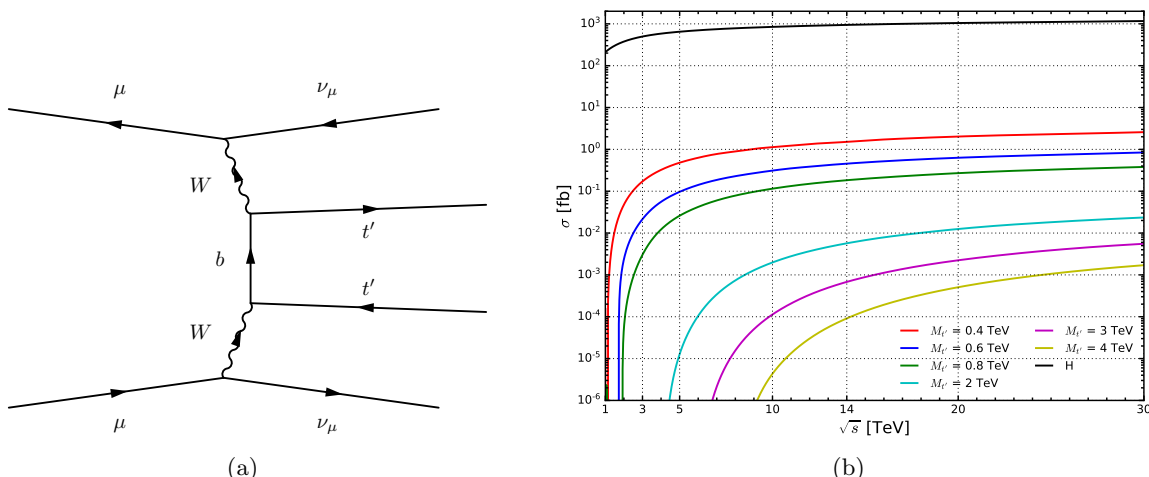 μ
ν_μ
W
t′
b
t′
W
μ
ν_μ
(a)
σ [fb]
10^3
10^2
10^1
10^0
10^-1
10^-2
10^-3
10^-4
10^-5
10^-6
1 3 5 10 14 20 30
√s [TeV]
M_t′ = 0.4 TeV
M_t′ = 0.6 TeV
M_t′ = 0.8 TeV
M_t′ = 2 TeV
M_t′ = 3 TeV
M_t′ = 4 TeV
H
(b)